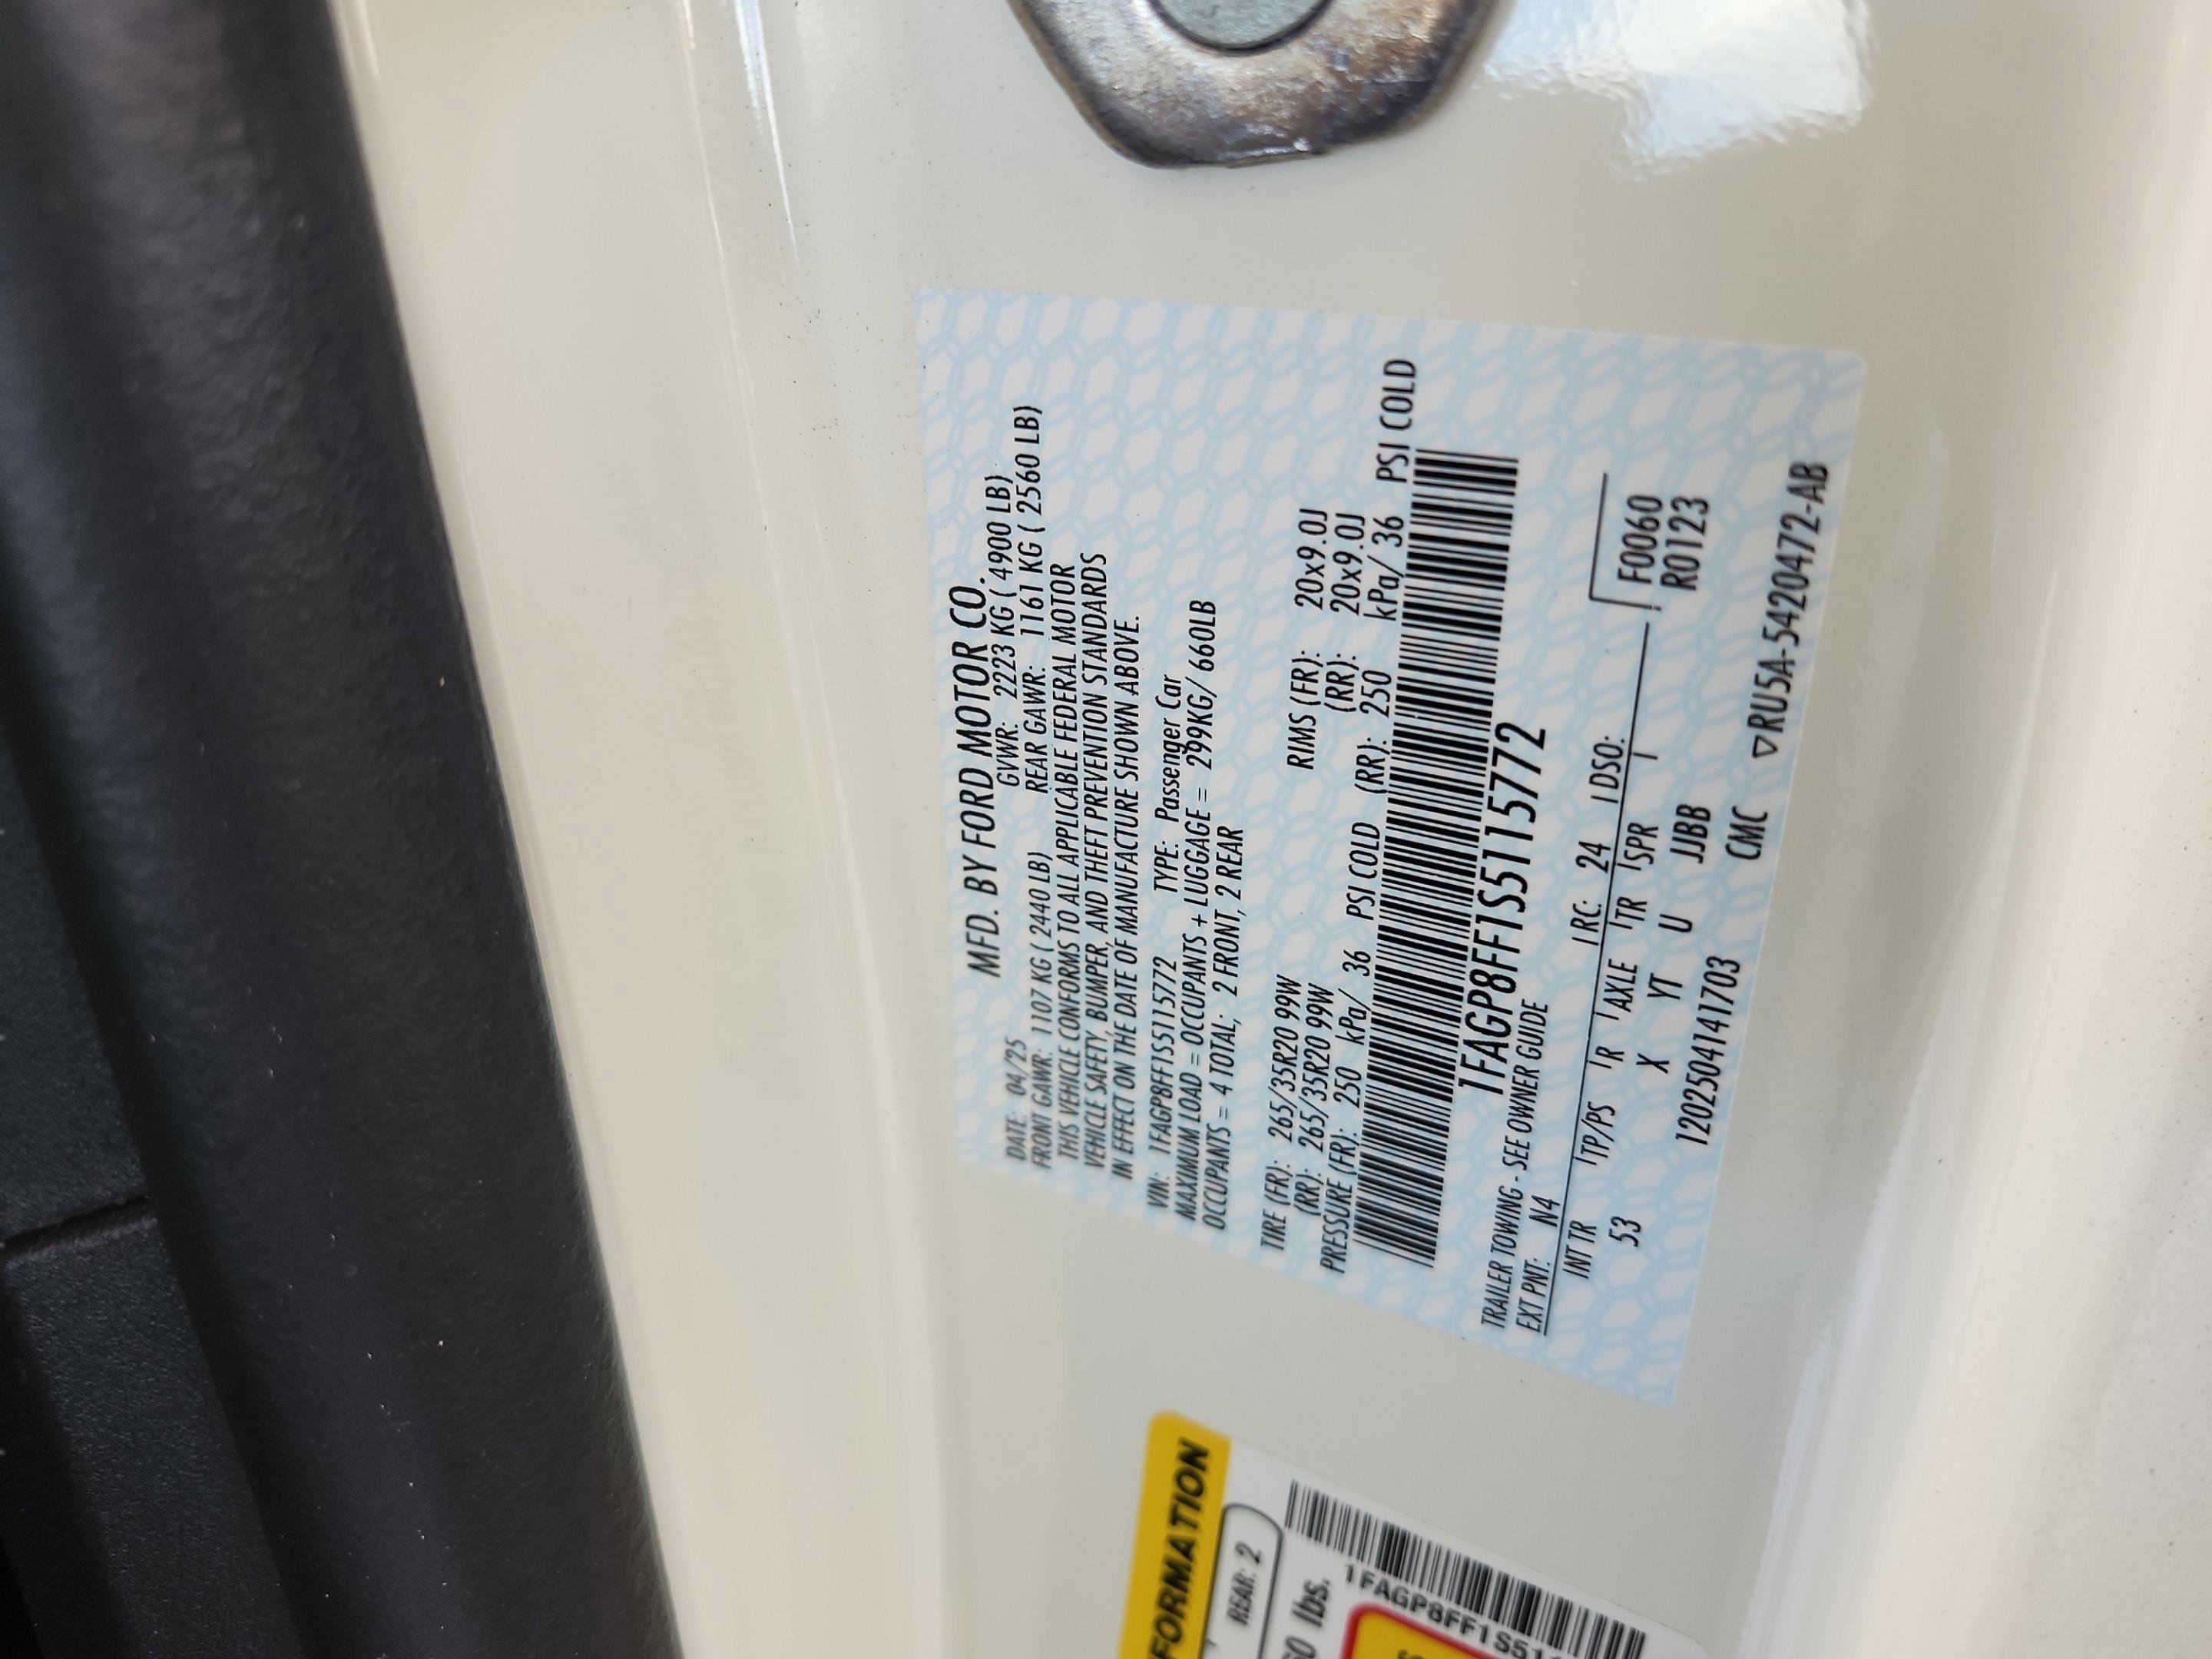 MFD. BY FORD MOTOR CO.
DATE: 04/25 GVWR: 2223 KG ( 4900 LB)
FRONT GAWR: 1107 KG ( 2440 LB) REAR GAWR: 1161 KG ( 2560 LB)
THIS VEHICLE CONFORMS TO ALL APPLICABLE FEDERAL MOTOR
VEHICLE SAFETY, BUMPER, AND THEFT PREVENTION STANDARDS
IN EFFECT ON THE DATE OF MANUFACTURE SHOWN ABOVE.
VIN: 1FAGP8FF1S5115772 TYPE: Passenger Car
MAXIMUM LOAD = OCCUPANTS + LUGGAGE = 299KG/ 660LB
OCCUPANTS = 4 TOTAL; 2 FRONT, 2 REAR
TIRE (FR): 265/35R20 99W RIMS (FR): 20x9.0J
(RR): 265/35R20 99W (RR): 20x9.0J
PRESSURE (FR): 250 kPa/ 36 PSI COLD (RR): 250 kPa/ 36 PSI COLD
1FAGP8FF1S5115772
TRAILER TOWING - SEE OWNER GUIDE
EXT PNT: N4 RC: 24 DSO:
INT TR TP/PS R AXLE TR SPR F0060
53 X YT U JJBB R0123
1202504141703 CMC ▽RU5A-5420472-AB
FORMATION
REAR: 2
60 lbs.
1FAGP8FF1S511